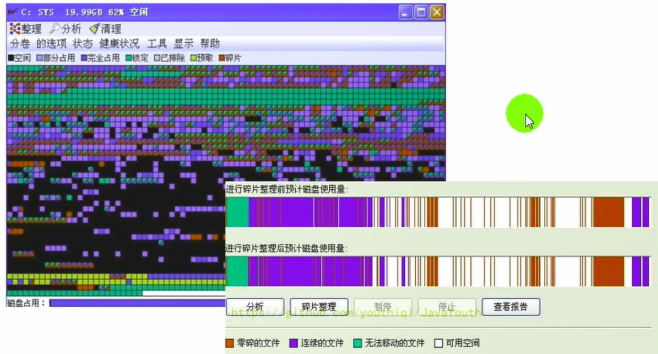 C: SYS 19.99GB 62% 空闲
整理 分析 清理
分卷 的选项 状态 健康状况 工具 显示 帮助
空闲 部分占用 完全占用 锁定 已排除 预取 碎片
进行碎片整理前预计磁盘使用量:
进行碎片整理后预计磁盘使用量:
磁盘占用:
分析 碎片整理 暂停 停止 查看报告
https://github.com/youthlql/JavaYouth
零碎的文件 连续的文件 无法移动的文件 可用空间